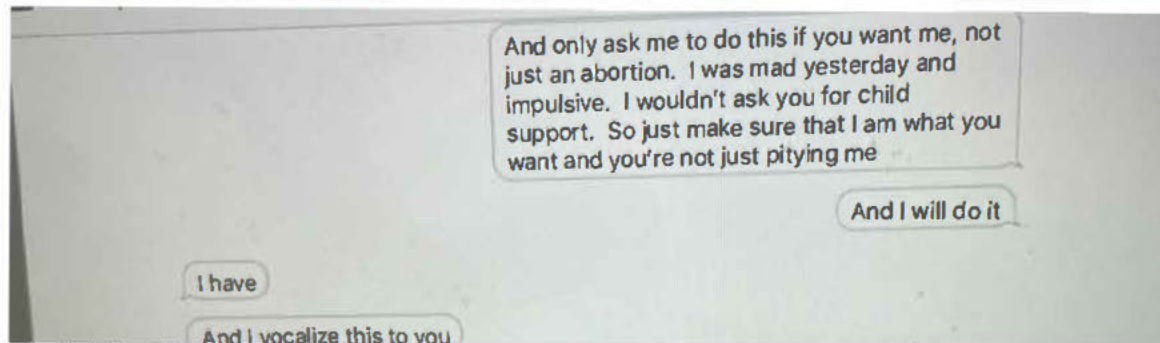 And only ask me to do this if you want me, not
just an abortion.  I was mad yesterday and
impulsive.  I wouldn't ask you for child
support.  So just make sure that I am what you
want and you're not just pitying me
And I will do it
I have
And I vocalize this to you